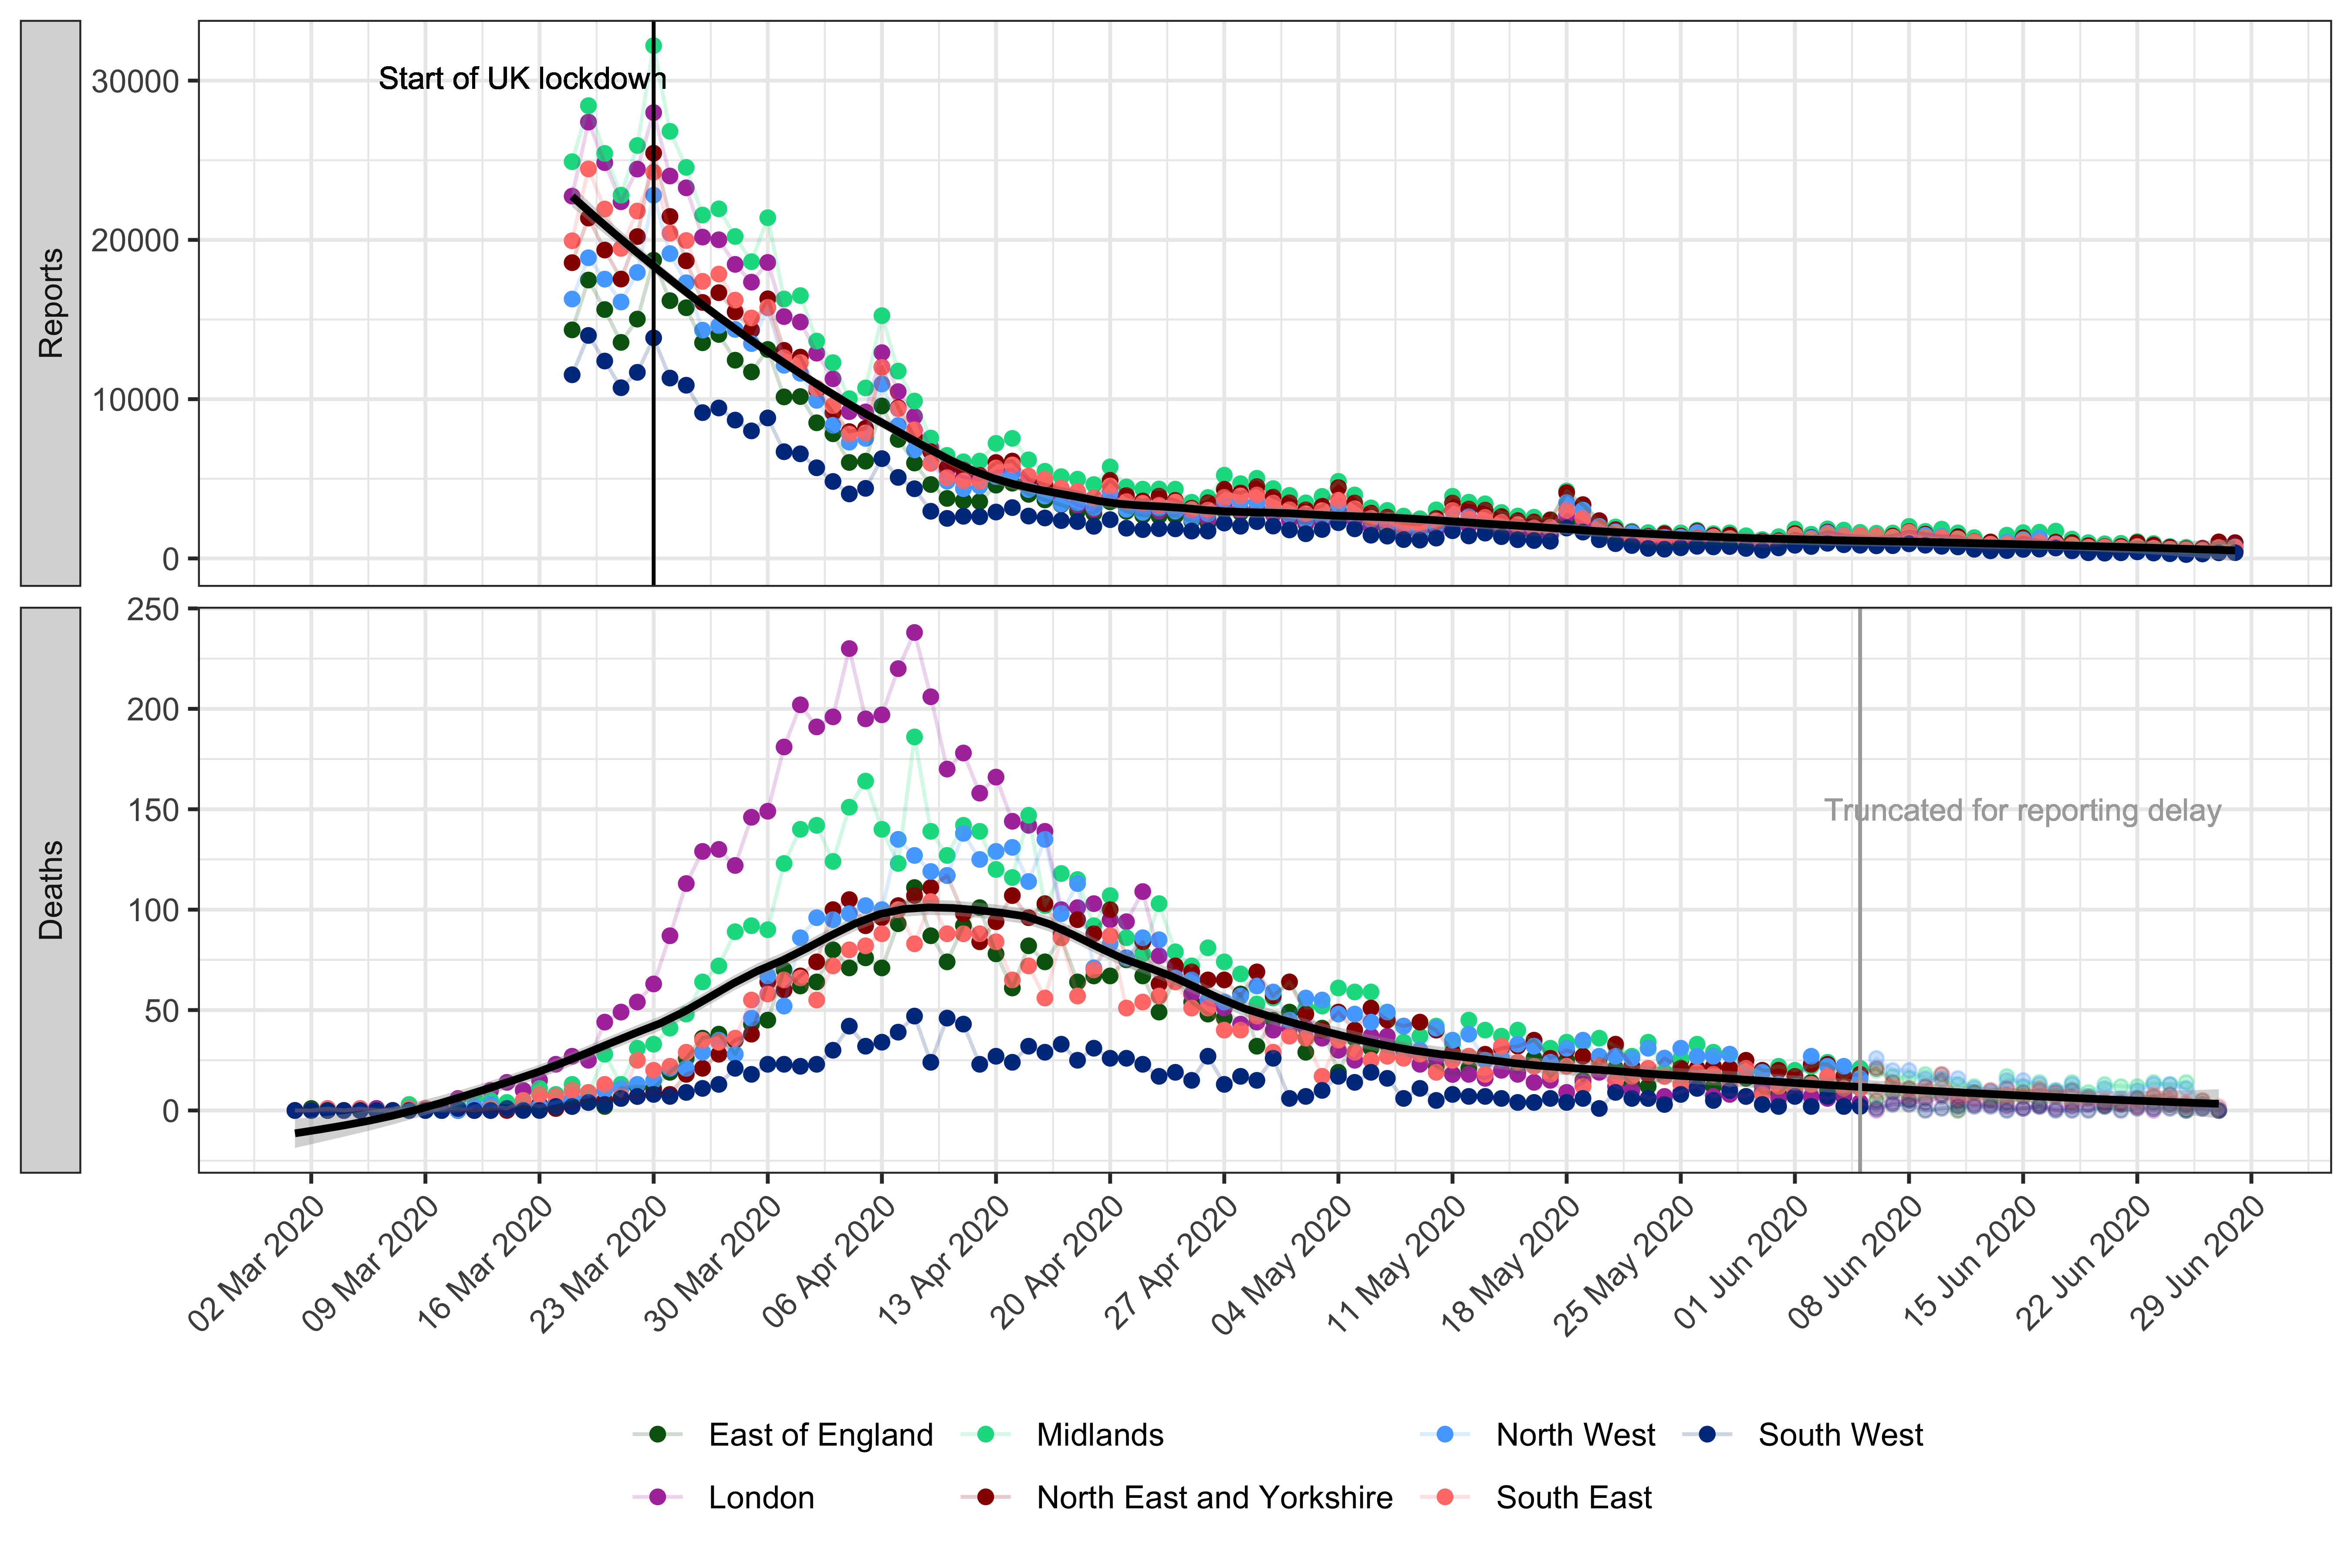 Reports
30000
20000
10000
0
Start of UK lockdown
Deaths
250
200
150
100
50
0
Truncated for reporting delay
02 Mar 2020
09 Mar 2020
16 Mar 2020
23 Mar 2020
30 Mar 2020
06 Apr 2020
13 Apr 2020
20 Apr 2020
27 Apr 2020
04 May 2020
11 May 2020
18 May 2020
25 May 2020
01 Jun 2020
08 Jun 2020
15 Jun 2020
22 Jun 2020
29 Jun 2020
East of England
Midlands
North West
South West
London
North East and Yorkshire
South East